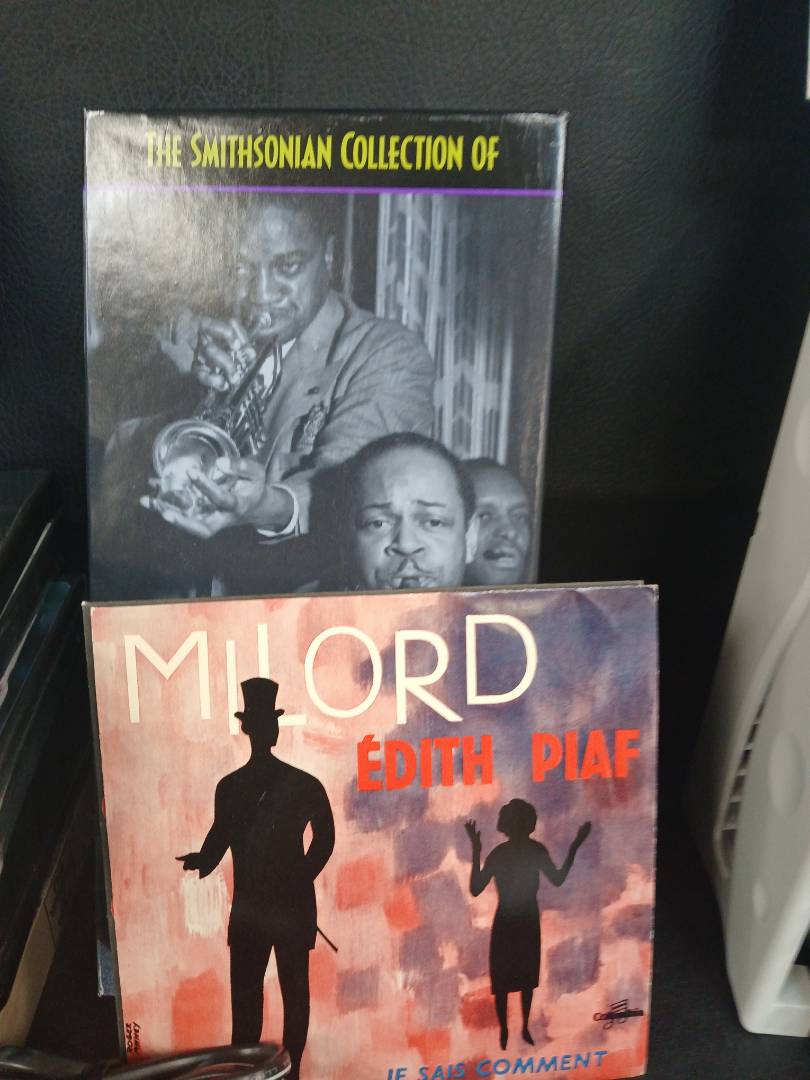 THE SMITHSONIAN COLLECTION OF
MILORD
ÉDITH PIAF
JE SAIS COMMENT